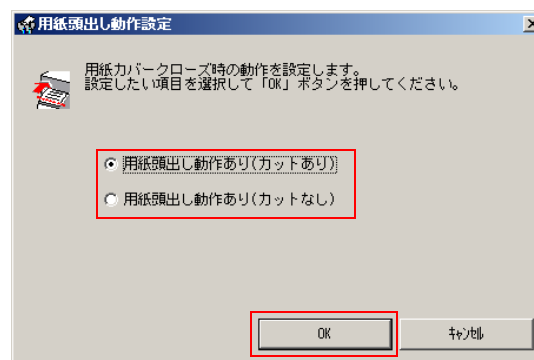 用紙頭出し動作設定
用紙カバークローズ時の動作を設定します。
設定したい項目を選択して「OK」ボタンを押してください。
用紙頭出し動作あり(カットあり)
用紙頭出し動作あり(カットなし)
OK
ｷｬﾝｾﾙ